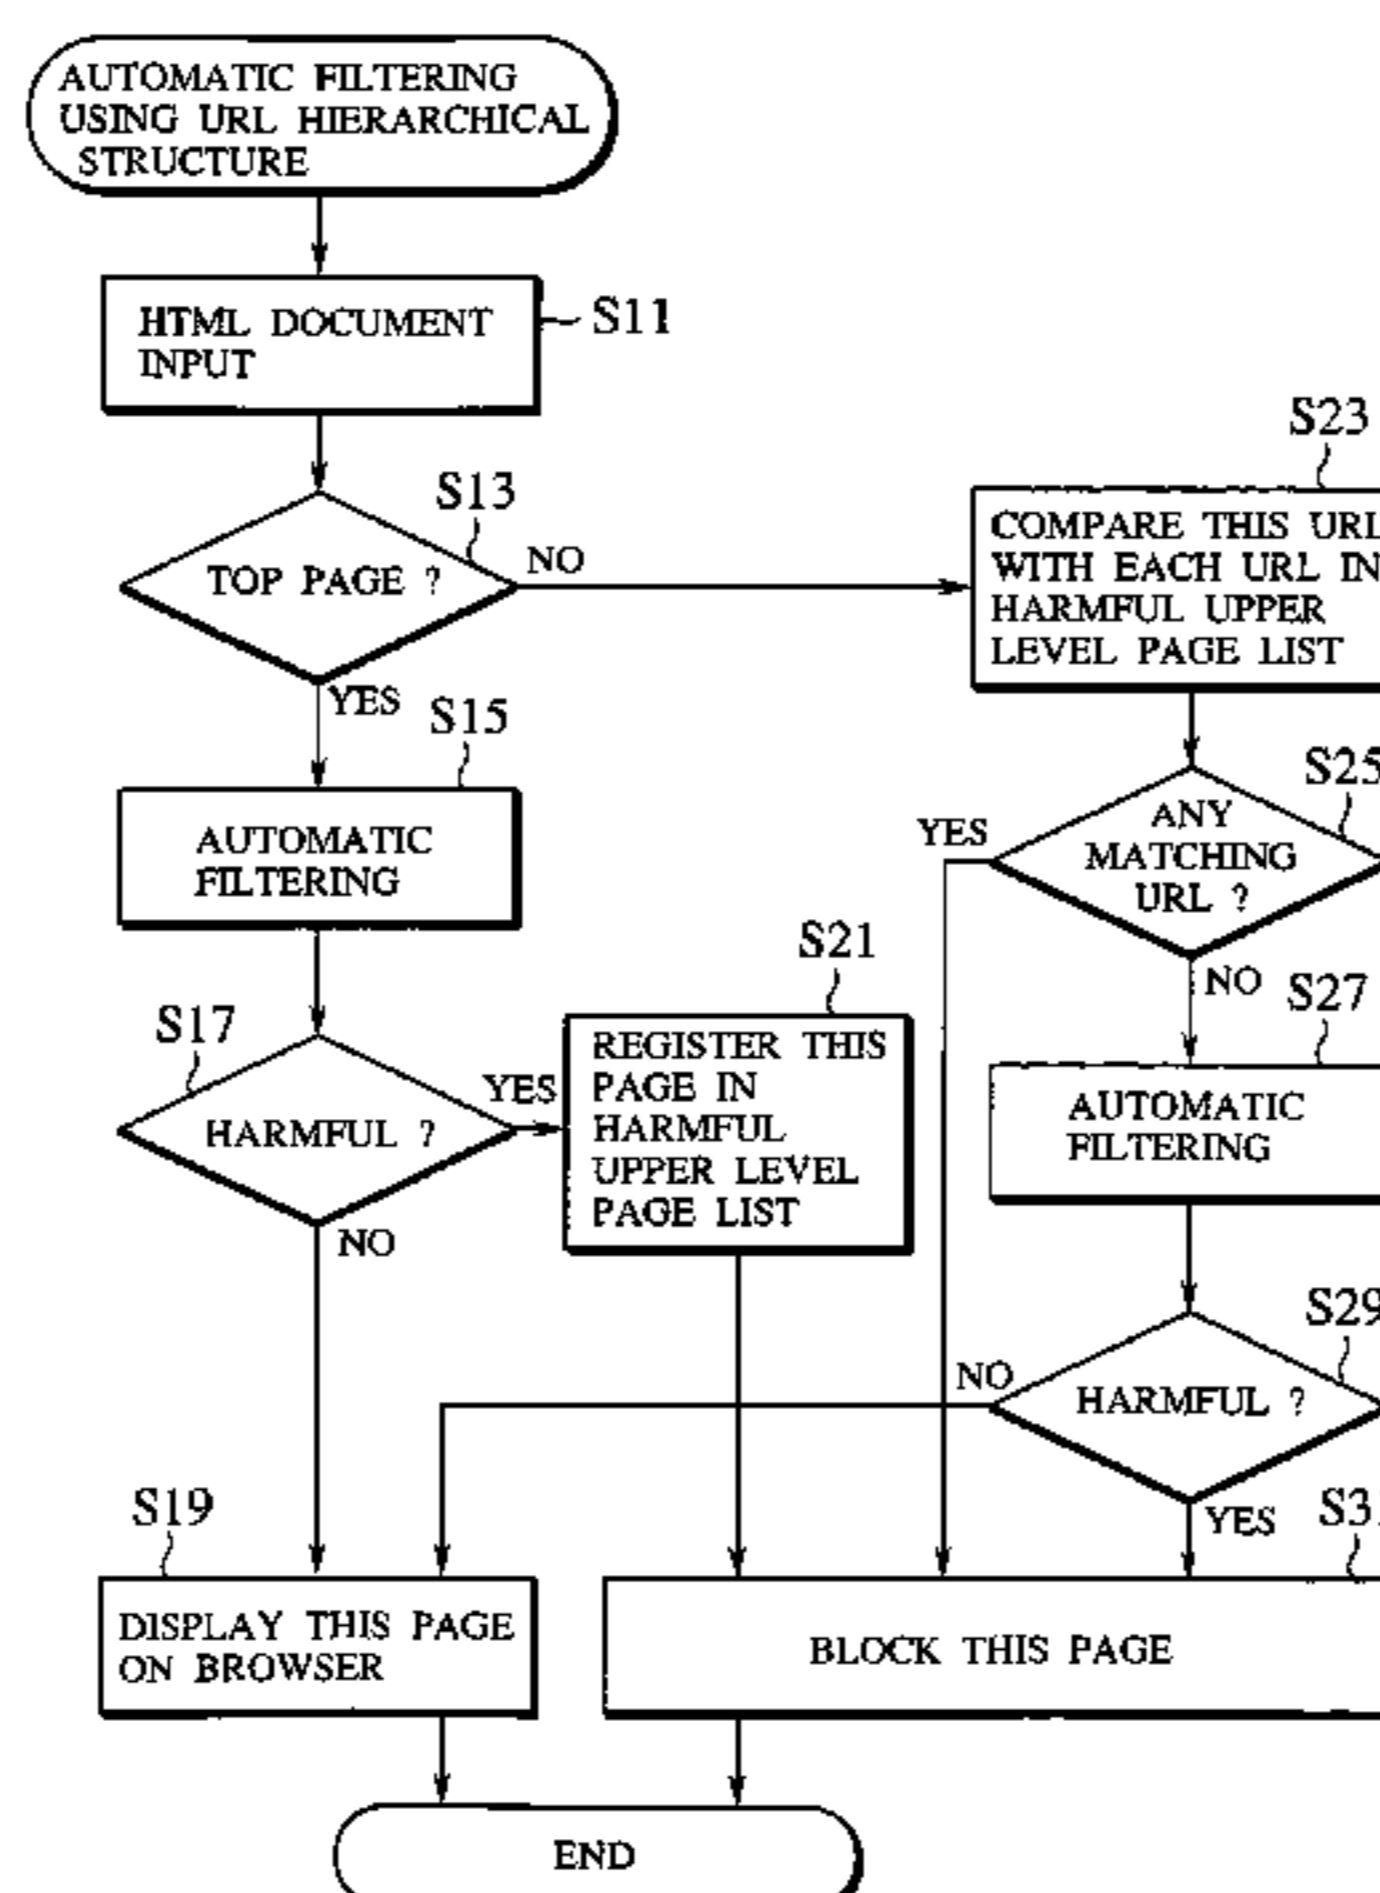 AUTOMATIC FILTERING
USING URL HIERARCHICAL
STRUCTURE
HTML DOCUMENT
INPUT
S11
S13
TOP PAGE ?
NO
YES
S23
COMPARE THIS URL
WITH EACH URL IN
HARMFUL UPPER
LEVEL PAGE LIST
S15
AUTOMATIC
FILTERING
S25
ANY
MATCHING
URL ?
YES
NO
S17
HARMFUL ?
YES
NO
S21
REGISTER THIS
PAGE IN
HARMFUL
UPPER LEVEL
PAGE LIST
S27
AUTOMATIC
FILTERING
S29
HARMFUL ?
NO
YES
S19
DISPLAY THIS PAGE
ON BROWSER
BLOCK THIS PAGE
END